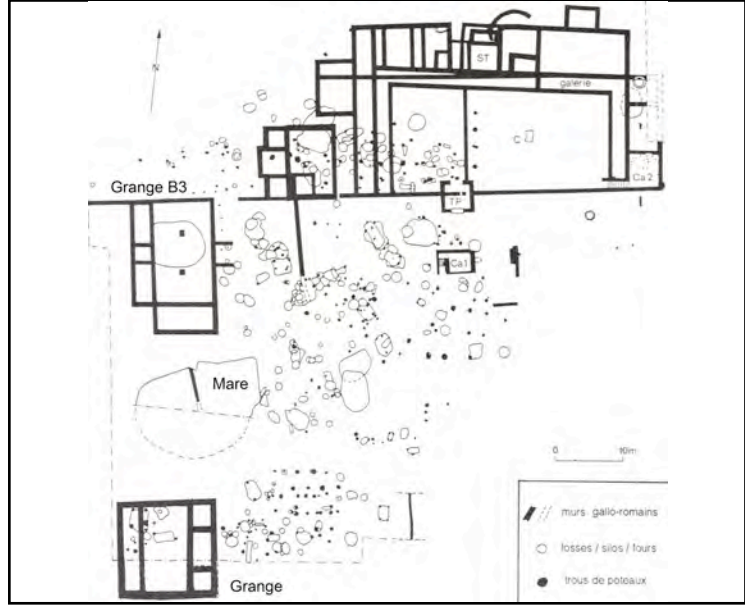 N
ST
galerie
C
Ca 2
Grange B3
TP
Ca1
Mare
0 10m
murs gallo-romains
fosses / silos / fours
trous de poteaux
Grange